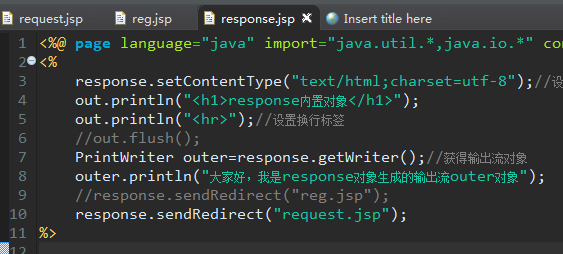 request.jsp reg.jsp response.jsp Insert title here
1 <%@ page language="java" import="java.util.*,java.io.*" con
2 <%
3 response.setContentType("text/html;charset=utf-8");//设
4 out.println("<h1>response内置对象</h1>");
5 out.println("<hr>");//设置换行标签
6 //out.flush();
7 PrintWriter outer=response.getWriter();//获得输出流对象
8 outer.println("大家好，我是response对象生成的输出流outer对象");
9 //response.sendRedirect("reg.jsp");
10 response.sendRedirect("request.jsp");
11 %>
12